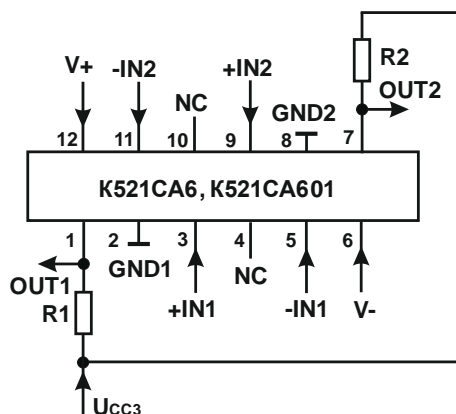 V+
-IN2
+IN2
NC
GND2
R2
OUT2
12
11
10
9
8
7
К521СА6, К521СА601
1
2
3
4
5
6
GND1
NC
OUT1
R1
+IN1
-IN1
V-
Ucc3